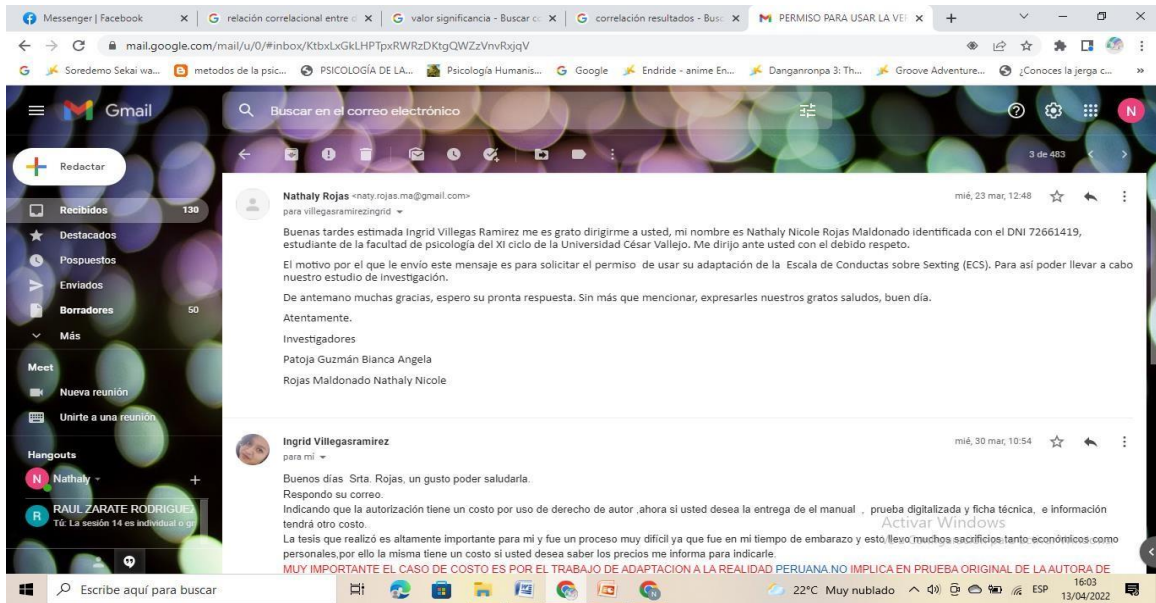 Messenger | Facebook
relación correlacional entre
valor significancia - Buscar c
correlación resultados - Bus
PERMISO PARA USAR LA VE
mail.google.com/mail/u/0/#inbox/KtbxLxGkLHPTpxRWRzDKtgQWZzVnvRxjqV
Soredemo Sekai wa...
metodos de la psic...
PSICOLOGÍA DE LA...
Psicología Humanis...
Google
Endride - anime En...
Danganronpa 3: Th...
Groove Adventure...
¿Conoces la jerga c...
Gmail
Buscar en el correo electrónico
N
Redactar
3 de 483
Recibidos 130
Destacados
Pospuestos
Enviados
Borradores 50
Más
Meet
Nueva reunión
Unirte a una reunión
Hangouts
N Nathaly
R RAUL ZARATE RODRIGUE
Tú: La sesión 14 es individual o gr
Nathaly Rojas <naty.rojas.ma@gmail.com>
mié, 23 mar, 12:48
para villegasramirezingrid
Buenas tardes estimada Ingrid Villegas Ramirez me es grato dirigirme a usted, mi nombre es Nathaly Nicole Rojas Maldonado identificada con el DNI 72661419,
estudiante de la facultad de psicología del XI ciclo de la Universidad César Vallejo. Me dirijo ante usted con el debido respeto.
El motivo por el que le envío este mensaje es para solicitar el permiso de usar su adaptación de la Escala de Conductas sobre Sexting (ECS). Para así poder llevar a cabo
nuestro estudio de investigación.
De antemano muchas gracias, espero su pronta respuesta. Sin más que mencionar, expresarles nuestros gratos saludos, buen día.
Atentamente.
Investigadores
Patoja Guzmán Bianca Angela
Rojas Maldonado Nathaly Nicole
Ingrid Villegasramirez
mié, 30 mar, 10:54
para mí
Buenos días Srta. Rojas, un gusto poder saludarla.
Respondo su correo.
Indicando que la autorización tiene un costo por uso de derecho de autor ,ahora si usted desea la entrega de el manual , prueba digitalizada y ficha técnica, e información
tendrá otro costo.
Activar Windows
La tesis que realizó es altamente importante para mi y fue un proceso muy difícil ya que fue en mi tiempo de embarazo y esto llevo muchos sacrificios tanto económicos como
personales,por ello la misma tiene un costo si usted desea saber los precios me informa para indicarle.
MUY IMPORTANTE EL CASO DE COSTO ES POR EL TRABAJO DE ADAPTACION A LA REALIDAD PERUANA.NO IMPLICA EN PRUEBA ORIGINAL DE LA AUTORA DE
Escribe aquí para buscar
22°C Muy nublado
ESP
16:03
13/04/2022